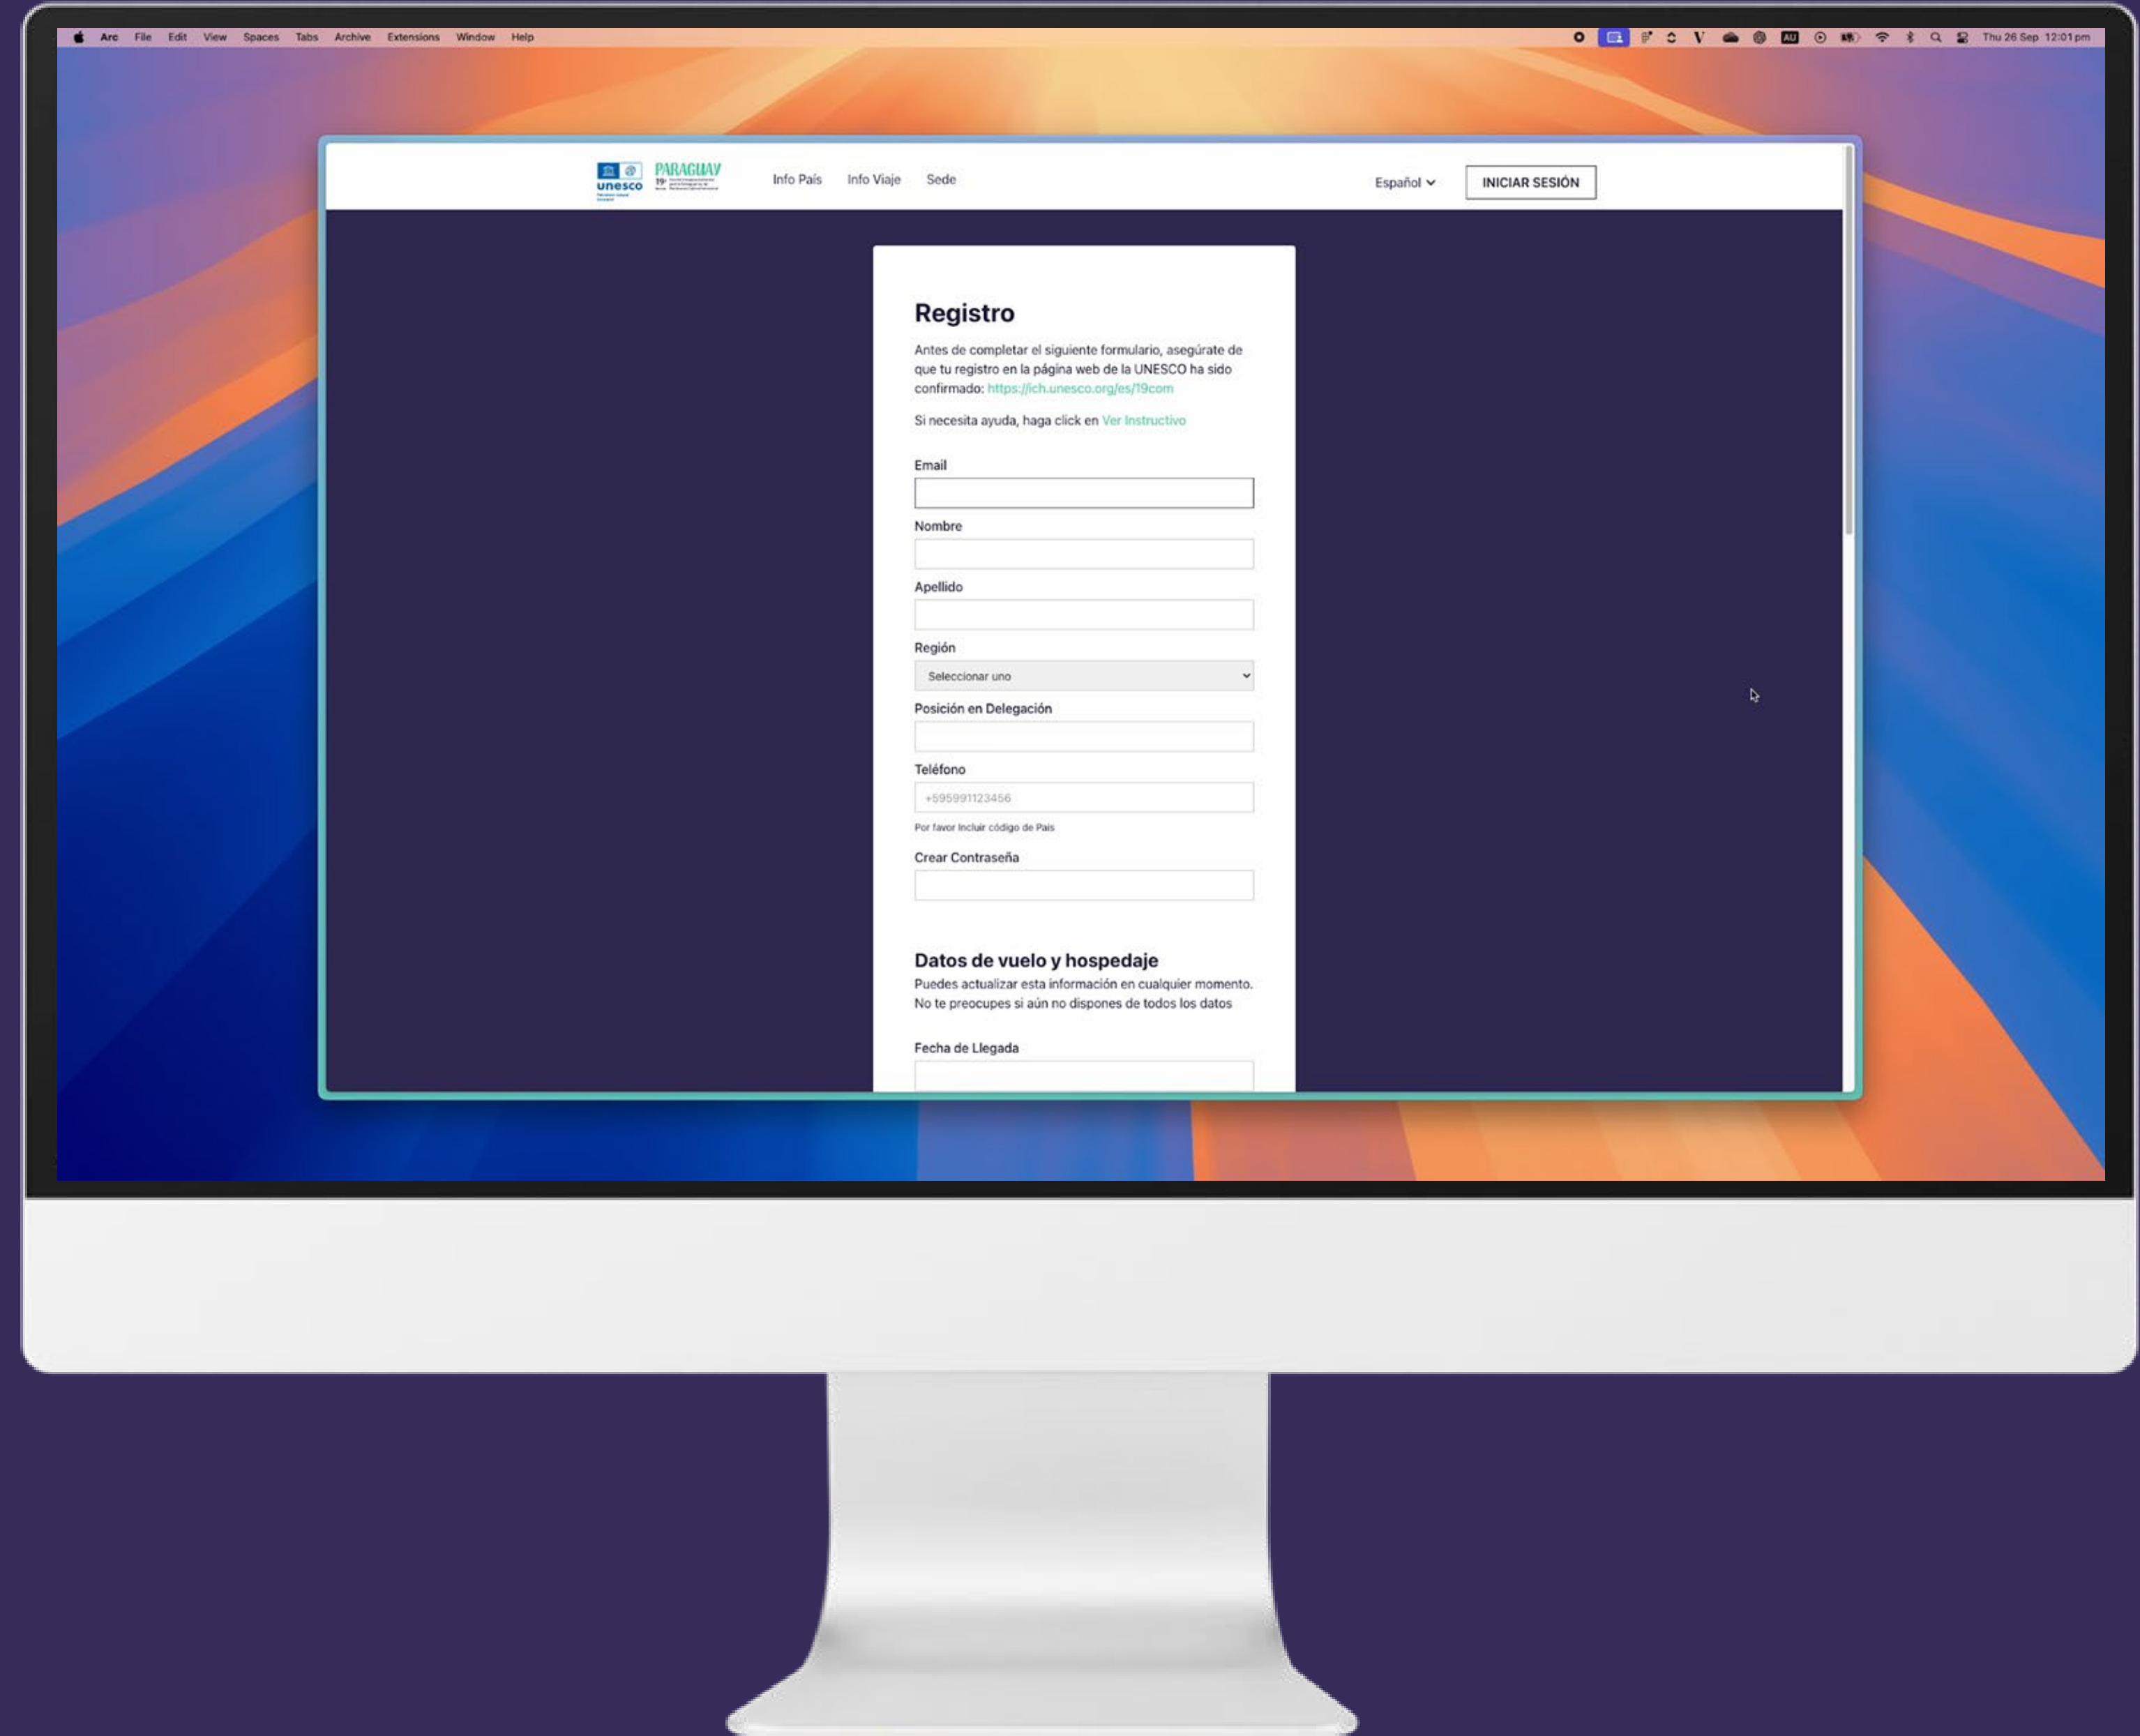 Arc File Edit View Spaces Tabs Archive Extensions Window Help
AU
Thu 26 Sep 12:01 pm
unesco
PARAGUAY
19
Info País Info Viaje Sede
Español
INICIAR SESIÓN
Registro
Antes de completar el siguiente formulario, asegúrate de
que tu registro en la página web de la UNESCO ha sido
confirmado: https://ich.unesco.org/es/19com
Si necesita ayuda, haga click en Ver Instructivo
Email
Nombre
Apellido
Región
Seleccionar uno
Posición en Delegación
Teléfono
+595991123456
Por favor Incluir código de País
Crear Contraseña
Datos de vuelo y hospedaje
Puedes actualizar esta información en cualquier momento.
No te preocupes si aún no dispones de todos los datos
Fecha de Llegada